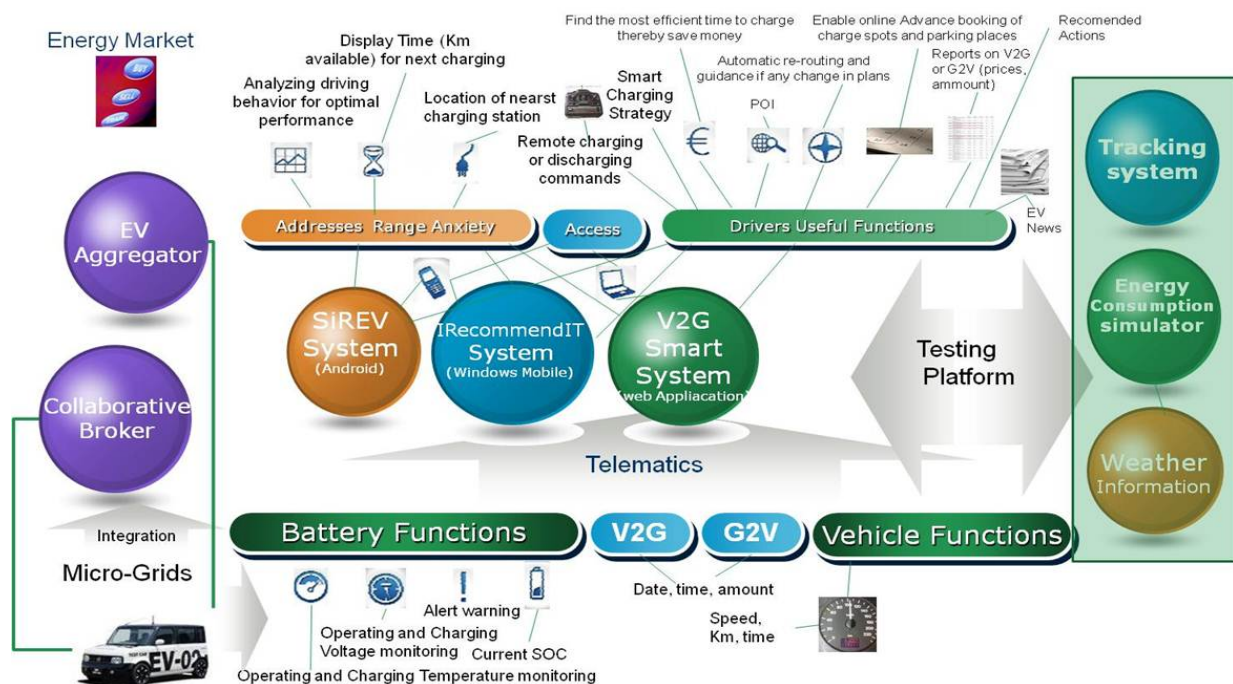 Energy Market
BUY
SELL
Display Time (Km
available) for next charging
Analyzing driving
behavior for optimal
performance
Location of nearst
charging station
Find the most efficient time to charge
thereby save money
Smart
Charging
Strategy
Remote charging
or discharging
commands
Automatic re-routing and
guidance if any change in plans
POI
Enable online Advance booking of
charge spots and parking places
Recomended
Actions
Reports on V2G
or G2V (prices,
ammount)
EV
News
Addresses Range Anxiety
Access
Drivers Useful Functions
EV
Aggregator
Collaborative
Broker
SiREV
System
(Android)
IRecommendIT
System
(Windows Mobile)
V2G
Smart
System
(web Appliacation)
Testing
Platform
Tracking
system
Energy
Consumption
simulator
Weather
Information
Telematics
Integration
Micro-Grids
EV-02
Battery Functions
V2G
G2V
Vehicle Functions
Alert warning
Operating and Charging
Voltage monitoring
Current SOC
Operating and Charging Temperature monitoring
Date, time, amount
Speed,
Km, time